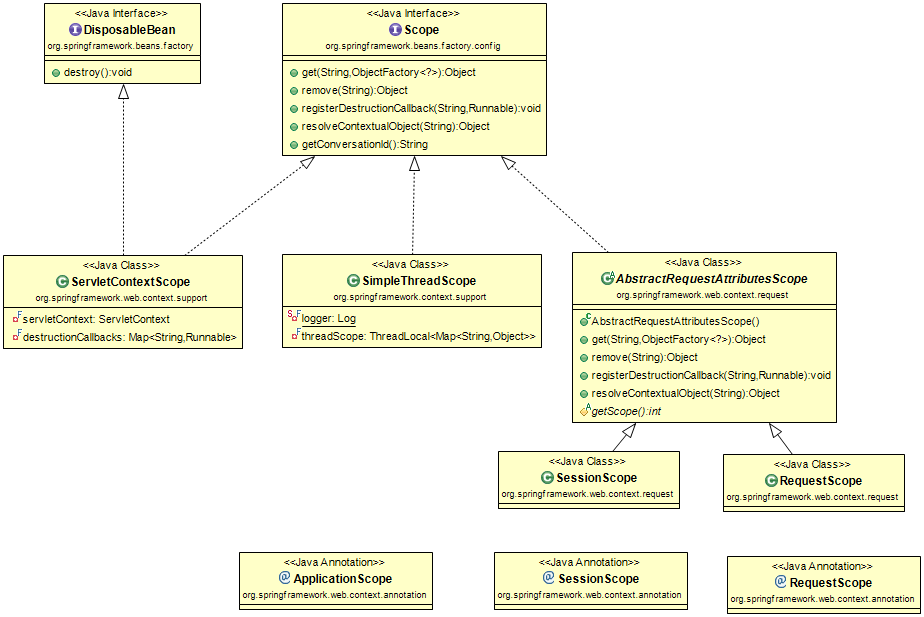 <<Java Interface>>
DisposableBean
org.springframework.beans.factory
destroy():void
<<Java Interface>>
Scope
org.springframework.beans.factory.config
get(String,ObjectFactory<?>):Object
remove(String):Object
registerDestructionCallback(String,Runnable):void
resolveContextualObject(String):Object
getConversationId():String
<<Java Class>>
ServletContextScope
org.springframework.web.context.support
servletContext: ServletContext
destructionCallbacks: Map<String,Runnable>
<<Java Class>>
SimpleThreadScope
org.springframework.context.support
logger: Log
threadScope: ThreadLocal<Map<String,Object>>
<<Java Class>>
AbstractRequestAttributesScope
org.springframework.web.context.request
AbstractRequestAttributesScope()
get(String,ObjectFactory<?>):Object
remove(String):Object
registerDestructionCallback(String,Runnable):void
resolveContextualObject(String):Object
getScope():int
<<Java Class>>
SessionScope
org.springframework.web.context.request
<<Java Class>>
RequestScope
org.springframework.web.context.request
<<Java Annotation>>
ApplicationScope
org.springframework.web.context.annotation
<<Java Annotation>>
SessionScope
org.springframework.web.context.annotation
<<Java Annotation>>
RequestScope
org.springframework.web.context.annotation